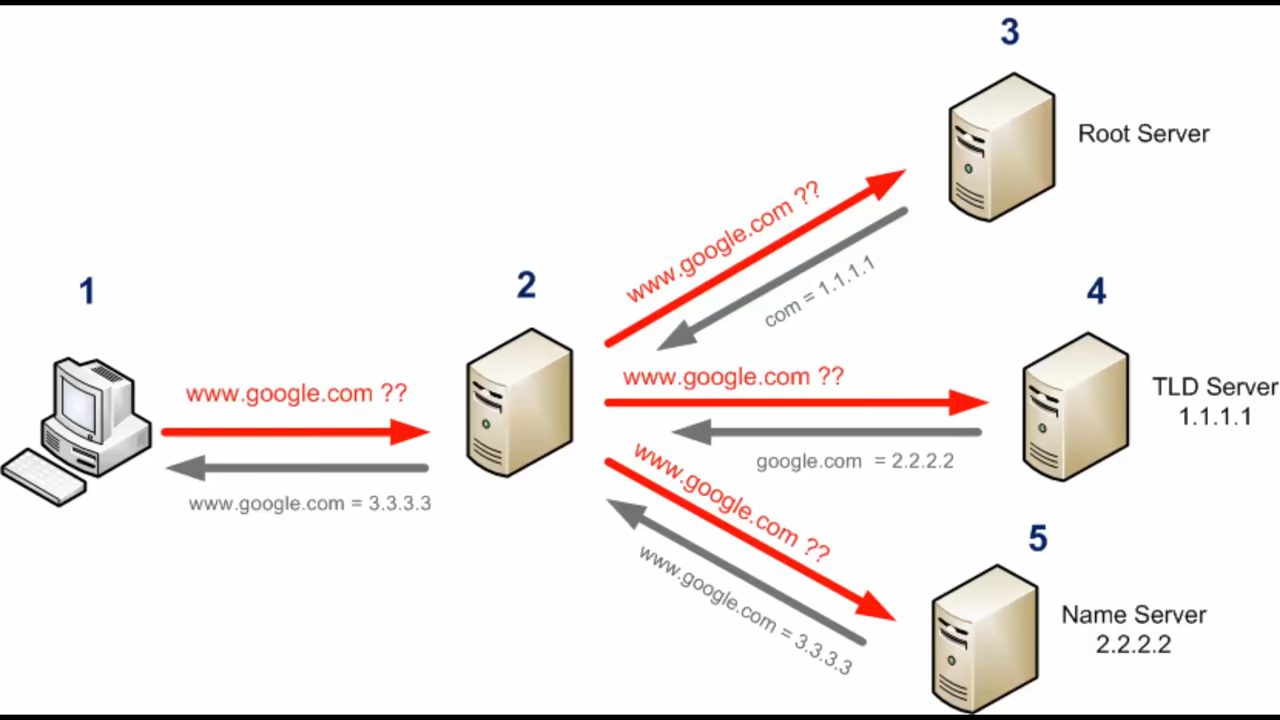 3
Root Server
www.google.com ??
com = 1.1.1.1
1
2
4
www.google.com ??
www.google.com ??
TLD Server
1.1.1.1
google.com = 2.2.2.2
www.google.com = 3.3.3.3
www.google.com ??
5
www.google.com = 3.3.3.3
Name Server
2.2.2.2